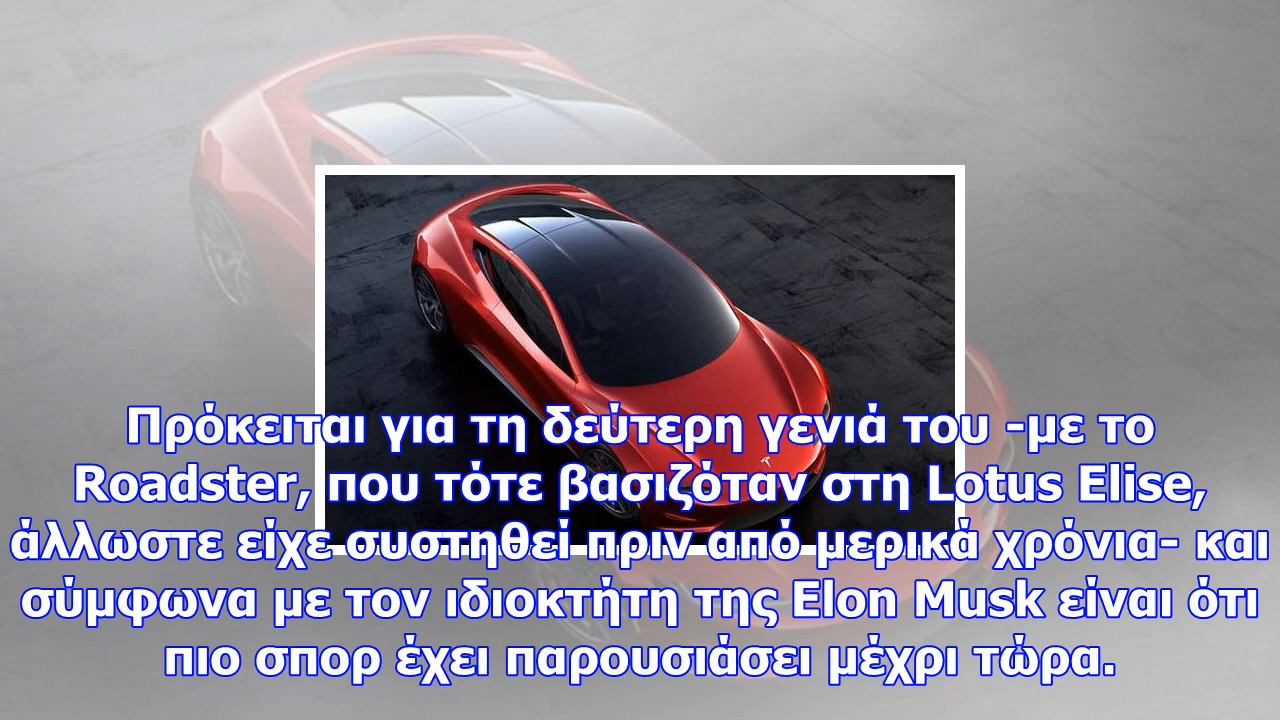 Πρόκειται για τη δεύτερη γενιά του -με το
Roadster, που τότε βασιζόταν στη Lotus Elise,
άλλωστε είχε συστηθεί πριν από μερικά χρόνια- και
σύμφωνα με τον ιδιοκτήτη της Elon Musk είναι ότι
πιο σπορ έχει παρουσιάσει μέχρι τώρα.